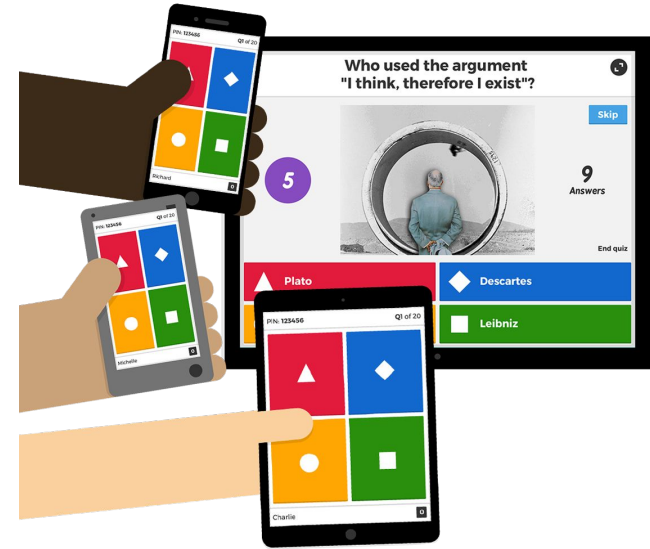 PIN: 123456 Q1 of 20
Richard 0
Who used the argument
"I think, therefore I exist"?
Skip
5
9
Answers
End quiz
Plato
Descartes
Leibniz
PIN: 123456 Q1 of 20
Michelle 0
PIN: 123456 Q1 of 20
Charlie 0